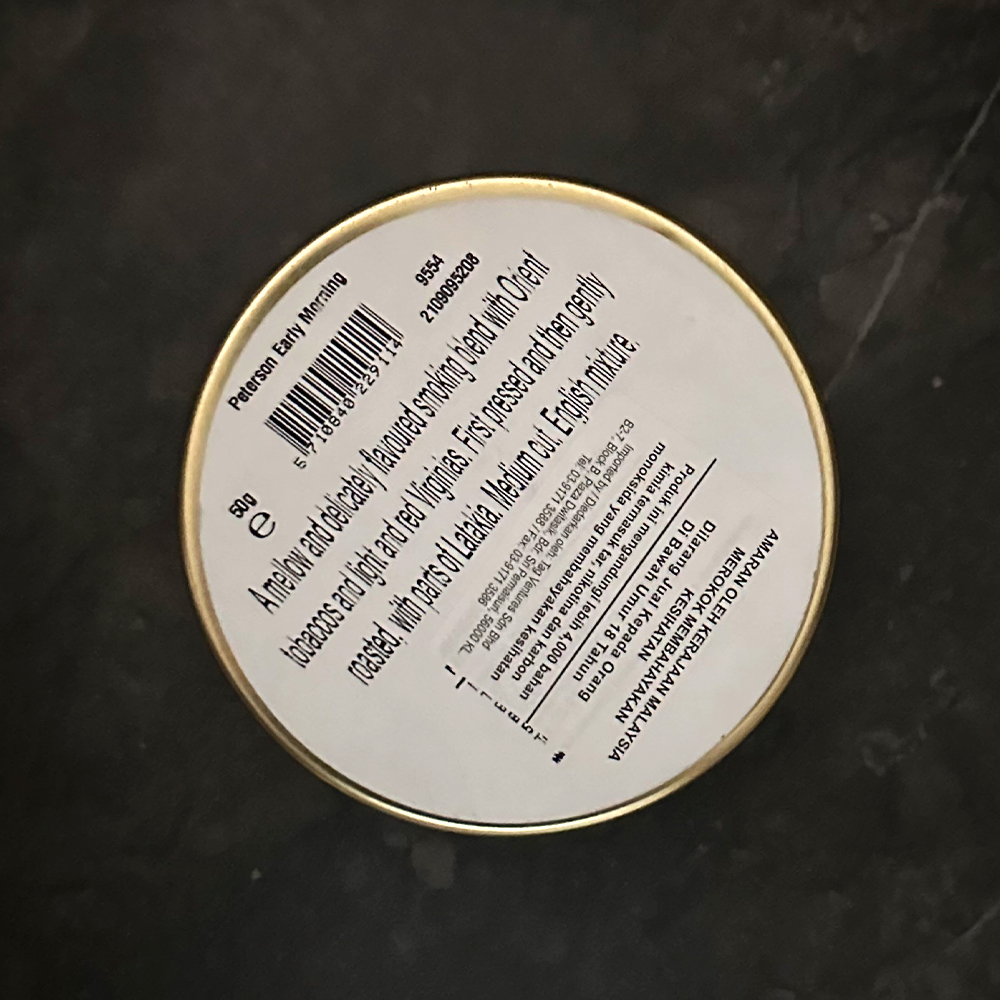 Peterson Early Morning
5 710840 229114
9554
2109095208
50g
e
A mellow and delicately flavoured smoking blend with Orient
tobaccos and light and red Virginias. First pressed and then gently
roasted, with parts of Latakia. Medium cut. English mixture.
AMARAN OLEH KERAJAAN MALAYSIA
MEROKOK MEMBAHAYAKAN
KESIHATAN
Dilarang Jual Kepada Orang
Di Bawah Umur 18 Tahun
Produk ini mengandungi lebih 4,000 bahan
kimia termasuk tar, nikotina dan karbon
monoksida yang membahayakan kesihatan
Imported by / Diedarkan oleh: Tag Ventures Sdn Bhd
62-7, Block B, Plaza Dwitasik, Bdr. Sri Permaisuri, 56000 KL.
Tel: 03-9171 3588 / Fax: 03-9171 3586